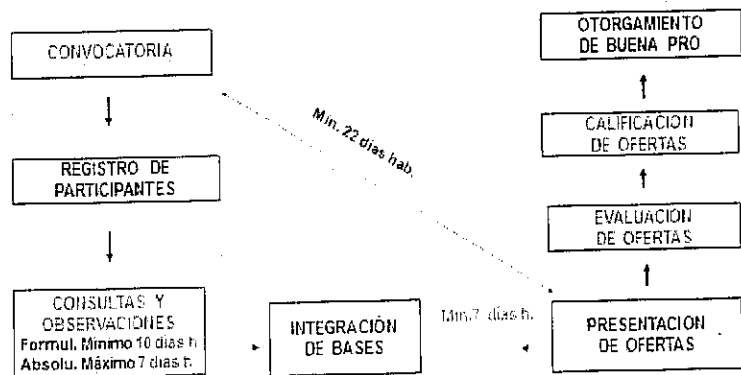 CONVOCATORIA
REGISTRO DE
PARTICIPANTES
CONSULTAS Y
OBSERVACIONES
Formul. Mínimo 10 días h.
Absolu. Máximo 7 días h.
INTEGRACIÓN
DE BASES
Min.7 días h.
Min. 22 días hab.
PRESENTACION
DE OFERTAS
EVALUACIÓN
DE OFERTAS
CALIFICACION
DE OFERTAS
OTORGAMIENTO
DE BUENA PRO